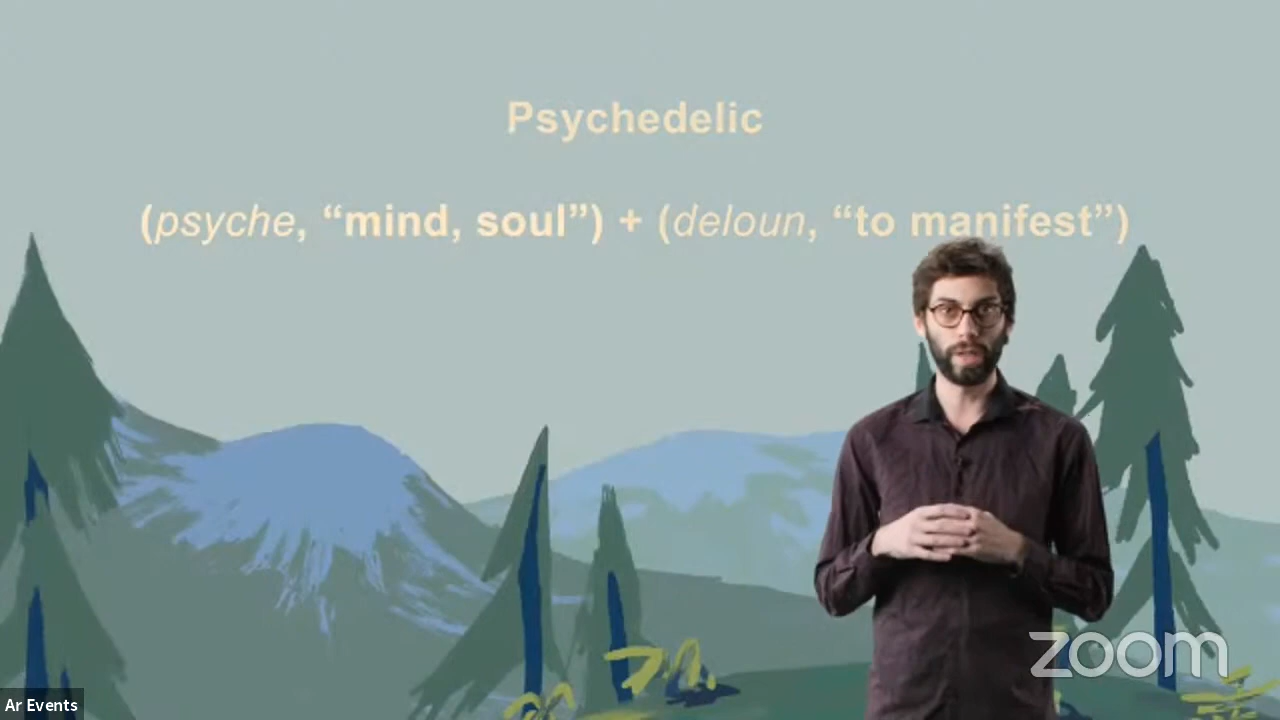 Psychedelic
(psyche, “mind, soul”) + (deloun, “to manifest”)
zoom
Ar Events